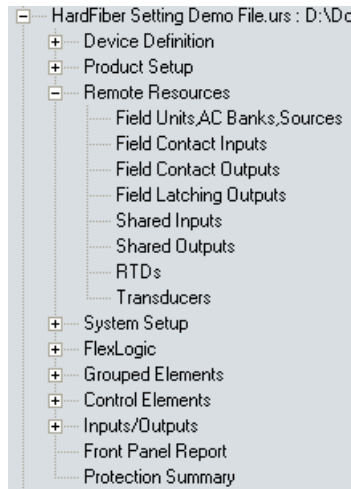 HardFiber Setting Demo File.urs : D:\Do
Device Definition
Product Setup
Remote Resources
Field Units,AC Banks,Sources
Field Contact Inputs
Field Contact Outputs
Field Latching Outputs
Shared Inputs
Shared Outputs
RTDs
Transducers
System Setup
FlexLogic
Grouped Elements
Control Elements
Inputs/Outputs
Front Panel Report
Protection Summary